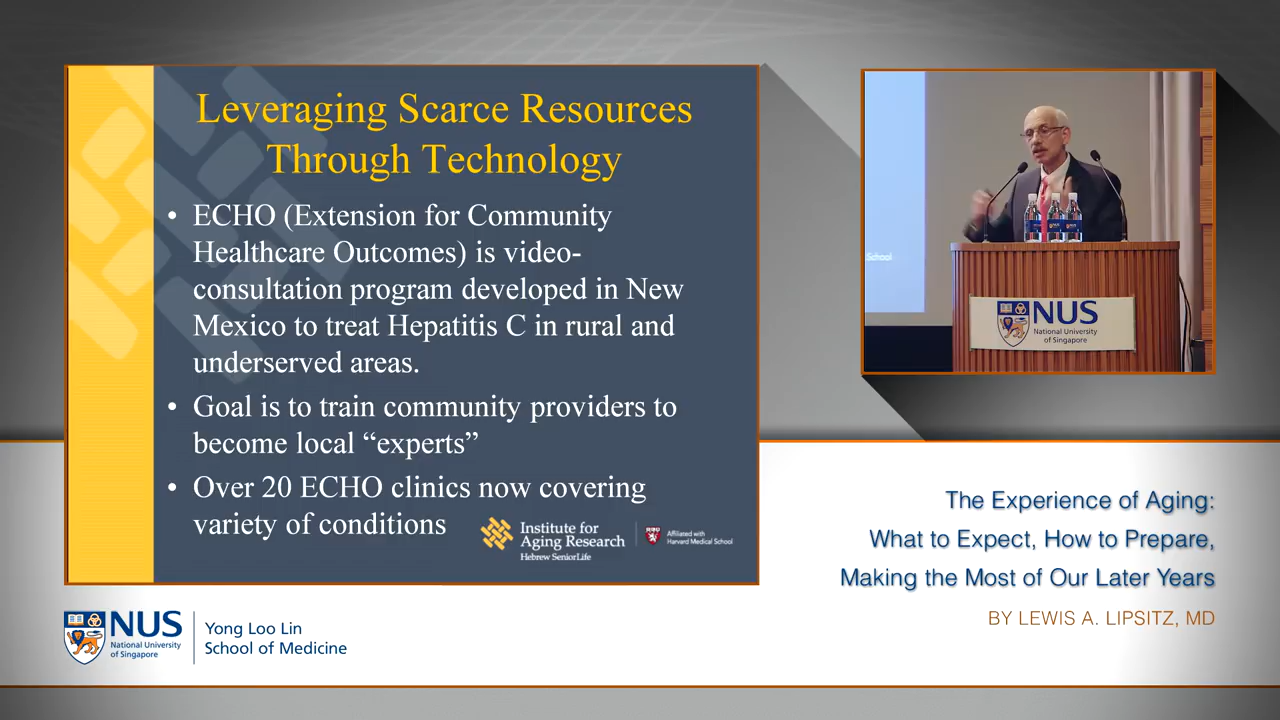 Leveraging Scarce Resources
Through Technology
• ECHO (Extension for Community
Healthcare Outcomes) is video-
consultation program developed in New
Mexico to treat Hepatitis C in rural and
underserved areas.
• Goal is to train community providers to
become local “experts”
• Over 20 ECHO clinics now covering
variety of conditions
Institute for
Aging Research
Hebrew SeniorLife
Affiliated with
Harvard Medical School
School
NUS
National University
of Singapore
The Experience of Aging:
What to Expect, How to Prepare,
Making the Most of Our Later Years
BY LEWIS A. LIPSITZ, MD
NUS
National University
of Singapore
Yong Loo Lin
School of Medicine